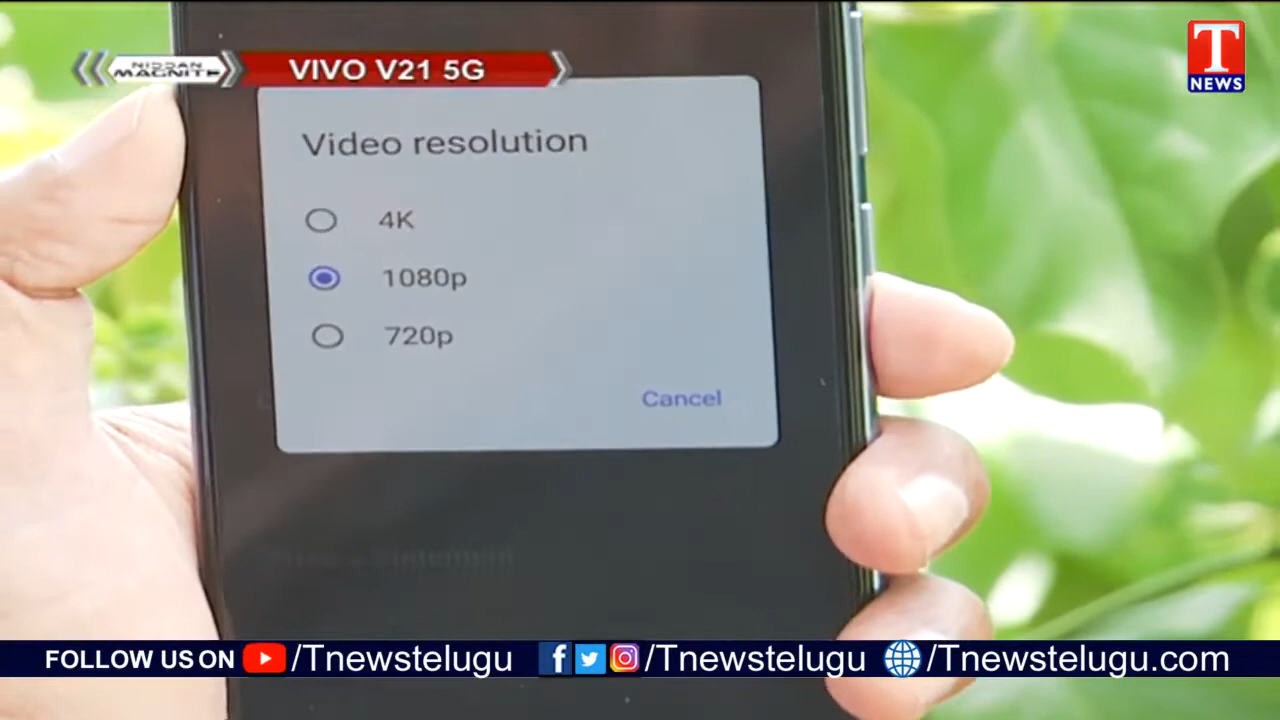 NISSAN
MAGNITE
VIVO V21 5G
T
NEWS
Video resolution
4K
1080p
720p
Cancel
FOLLOW US ON /Tnewstelugu f /Tnewstelugu /Tnewstelugu.com